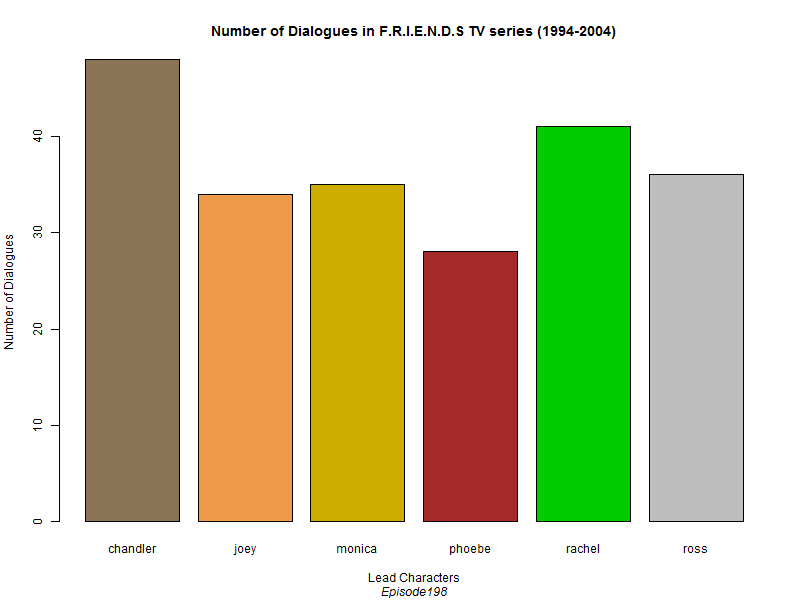 Number of Dialogues in F.R.I.E.N.D.S TV series (1994-2004)
Number of Dialogues
40
30
20
10
0
chandler joey monica phoebe rachel ross
Lead Characters
Episode198